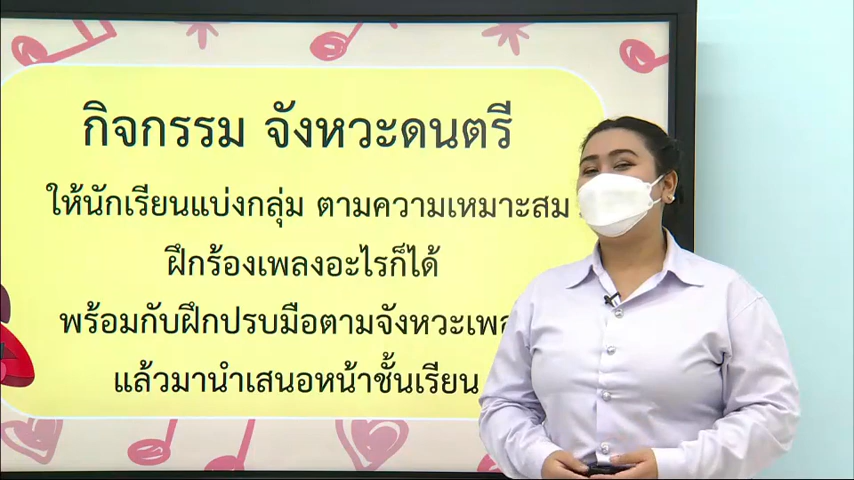 กิจกรรม จังหวะดนตรี
ให้นักเรียนแบ่งกลุ่ม ตามความเหมาะสม
ฝึกร้องเพลงอะไรก็ได้
พร้อมกับฝึกปรบมือตามจังหวะ
แล้วมานำเสนอหน้าชั้นเรียน